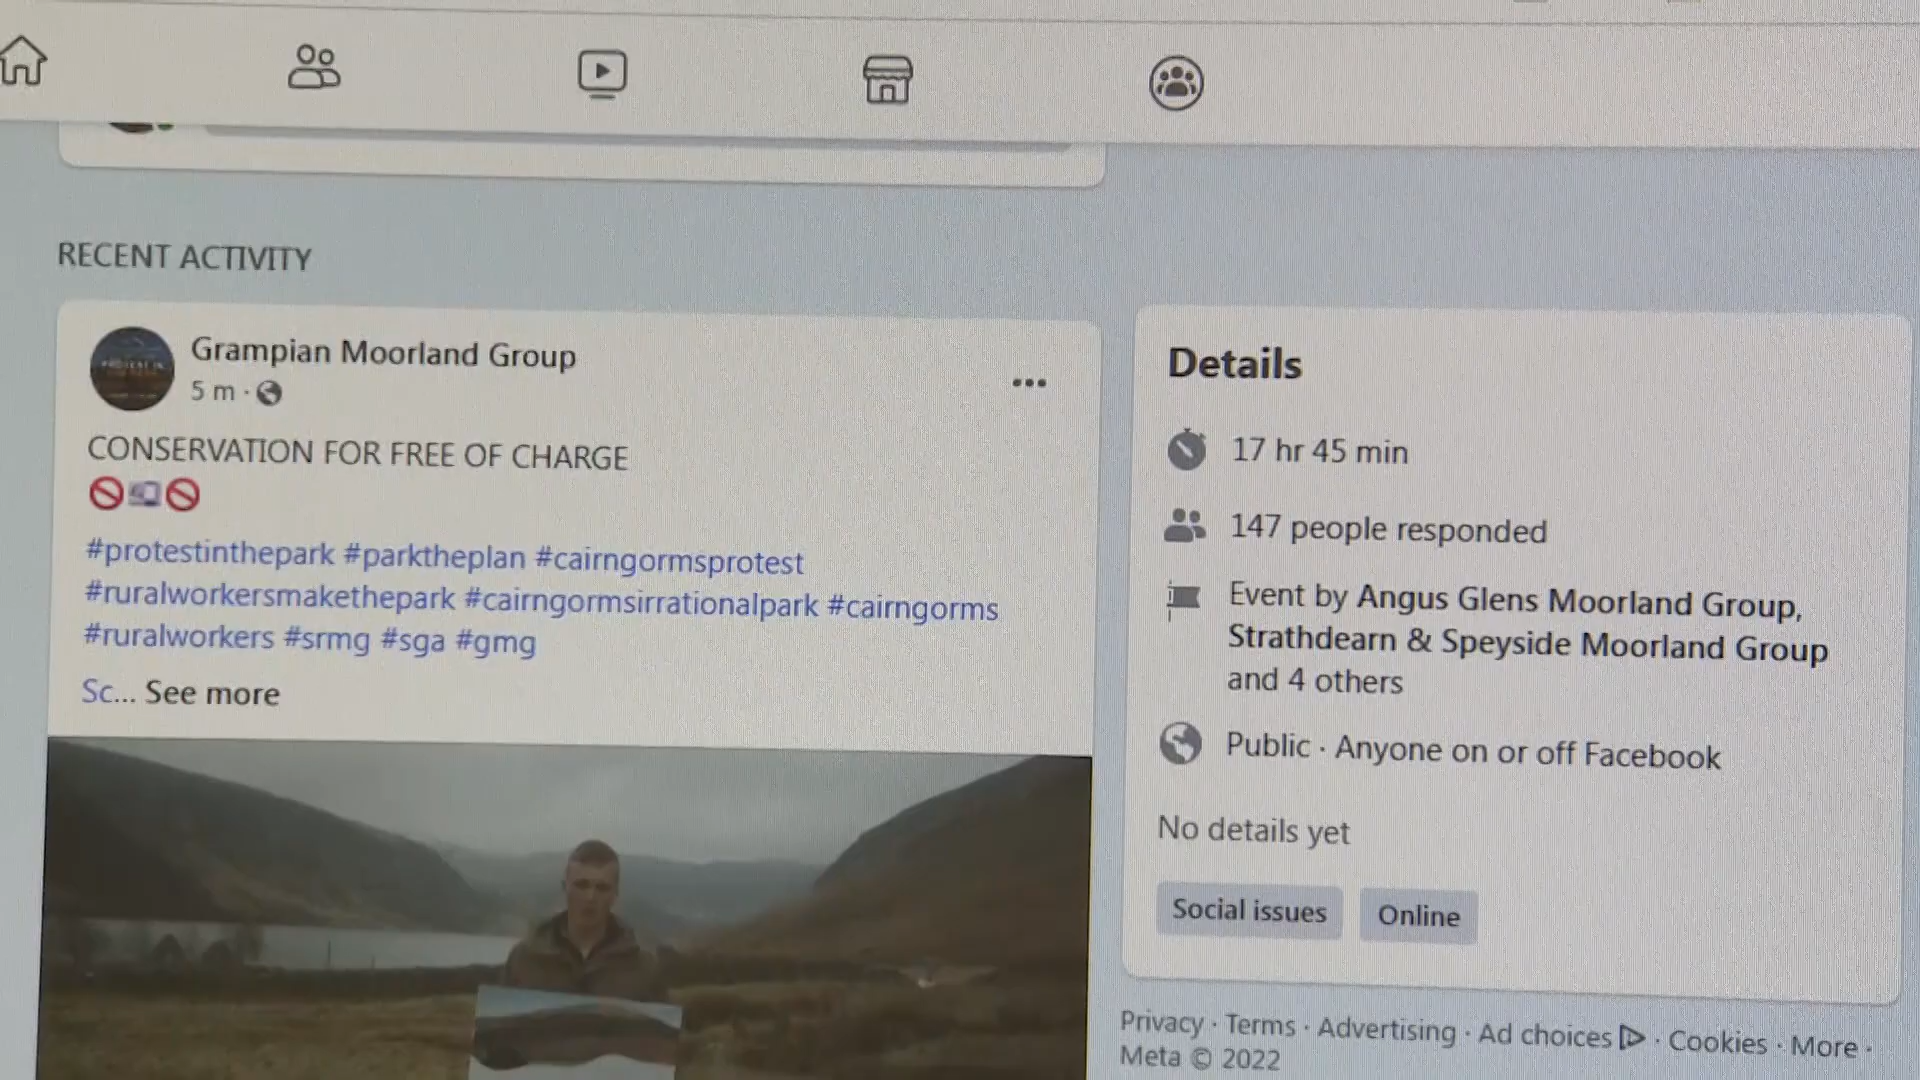 RECENT ACTIVITY
Grampian Moorland Group
5 m ·
CONSERVATION FOR FREE OF CHARGE
#protestinthepark #parktheplan #cairngormsprotest
#ruralworkersmakethepark #cairngormsirrationalpark #cairngorms
#ruralworkers #srmg #sga #gmg
Sc... See more
Details
17 hr 45 min
147 people responded
Event by Angus Glens Moorland Group,
Strathdearn & Speyside Moorland Group
and 4 others
Public · Anyone on or off Facebook
No details yet
Social issues
Online
Privacy · Terms · Advertising · Ad choices · Cookies · More ·
Meta © 2022